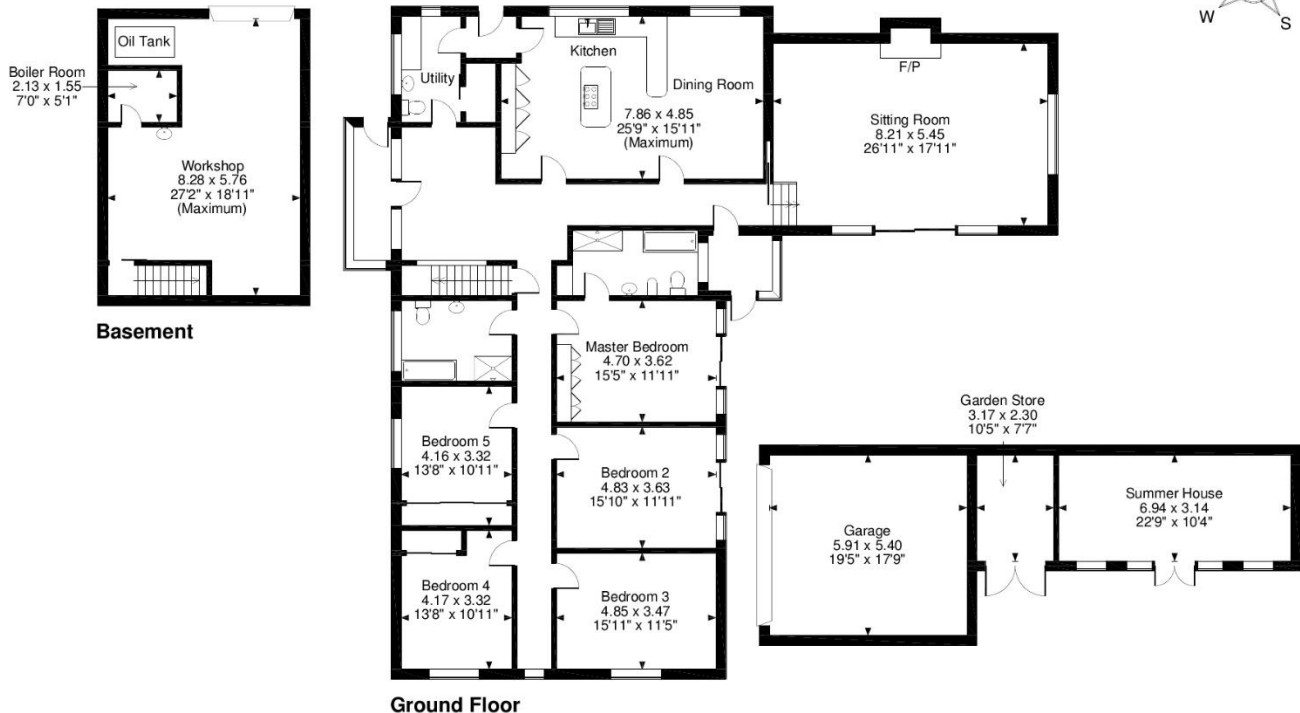 Oil Tank
Boiler Room
2.13 x 1.55
7'0" x 5'1"
Workshop
8.28 x 5.76
27'2" x 18'11"
(Maximum)
Basement
Utility
Kitchen
Dining Room
7.86 x 4.85
25'9" x 15'11"
(Maximum)
F/P
Sitting Room
8.21 x 5.45
26'11" x 17'11"
W
S
Master Bedroom
4.70 x 3.62
15'5" x 11'11"
Bedroom 5
4.16 x 3.32
13'8" x 10'11"
Bedroom 2
4.83 x 3.63
15'10" x 11'11"
Bedroom 4
4.17 x 3.32
13'8" x 10'11"
Bedroom 3
4.85 x 3.47
15'11" x 11'5"
Ground Floor
Garden Store
3.17 x 2.30
10'5" x 7'7"
Garage
5.91 x 5.40
19'5" x 17'9"
Summer House
6.94 x 3.14
22'9" x 10'4"